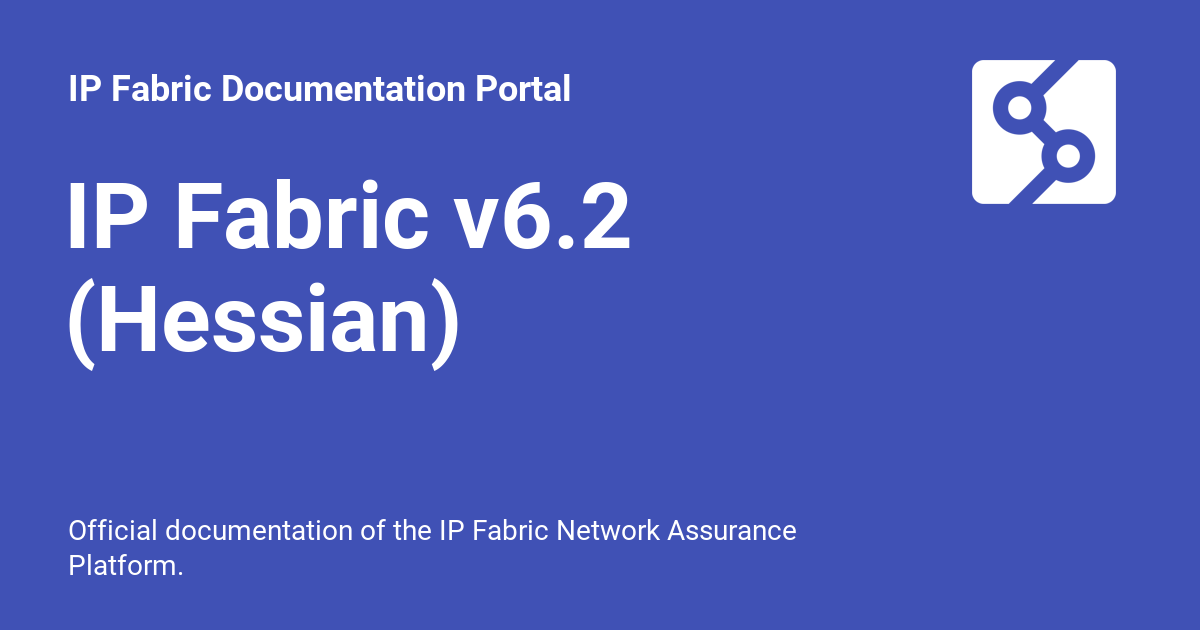 IP Fabric Documentation Portal
IP Fabric v6.2
(Hessian)
Official documentation of the IP Fabric Network Assurance
Platform.